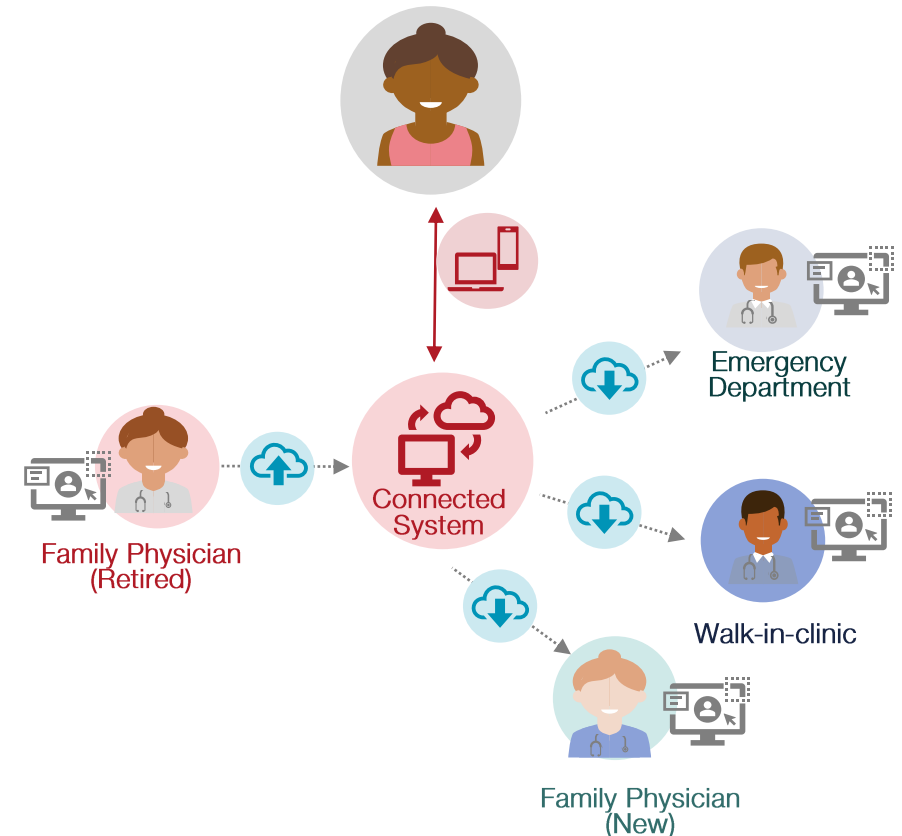 Emergency
Department
Connected
System
Family Physician
(Retired)
Walk-in-clinic
Family Physician
(New)